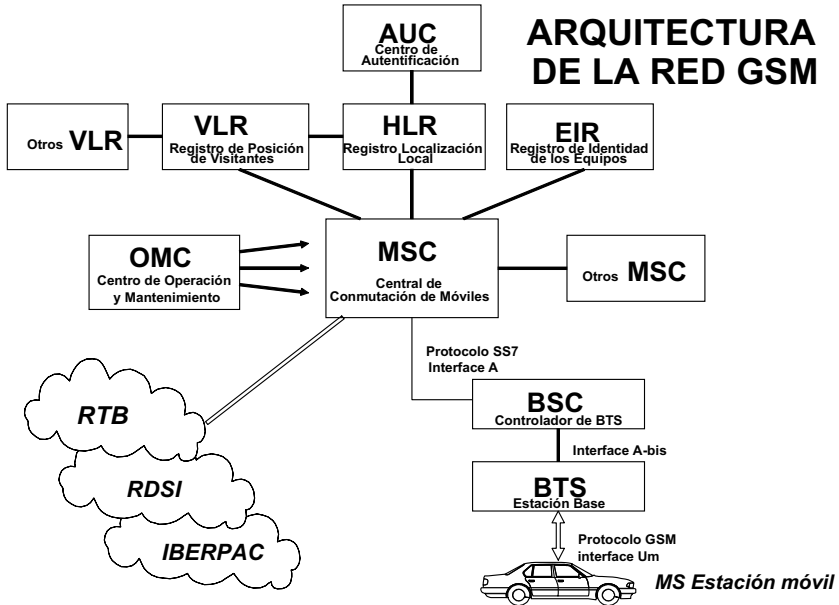 ARQUITECTURA
DE LA RED GSM
AUC
Centro de
Autentificación
Otros VLR
VLR
Registro de Posición
de Visitantes
HLR
Registro Localización
Local
EIR
Registro de Identidad
de los Equipos
OMC
Centro de Operación
y Mantenimiento
MSC
Central de
Conmutación de Móviles
Otros MSC
Protocolo SS7
Interface A
BSC
Controlador de BTS
Interface A-bis
BTS
Estación Base
Protocolo GSM
interface Um
MS Estación móvil
RTB
RDSI
IBERPAC